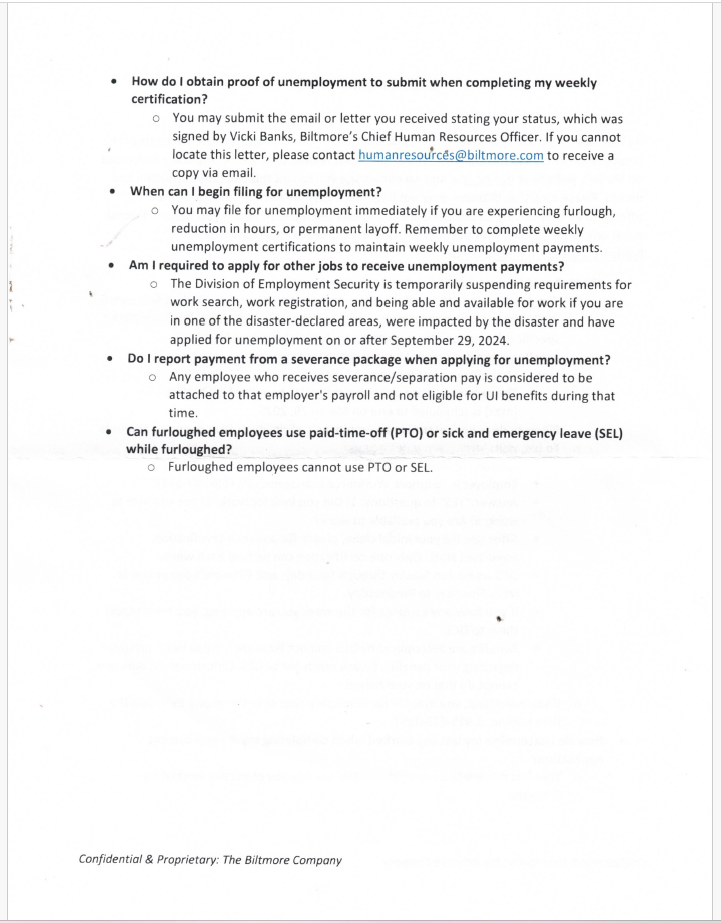 • How do I obtain proof of unemployment to submit when completing my weekly
certification?
o You may submit the email or letter you received stating your status, which was
signed by Vicki Banks, Biltmore's Chief Human Resources Officer. If you cannot
locate this letter, please contact humanresources@biltmore.com to receive a
copy via email.
• When can I begin filing for unemployment?
o You may file for unemployment immediately if you are experiencing furlough,
reduction in hours, or permanent layoff. Remember to complete weekly
unemployment certifications to maintain weekly unemployment payments.
• Am I required to apply for other jobs to receive unemployment payments?
o The Division of Employment Security is temporarily suspending requirements for
work search, work registration, and being able and available for work if you are
in one of the disaster-declared areas, were impacted by the disaster and have
applied for unemployment on or after September 29, 2024.
• Do I report payment from a severance package when applying for unemployment?
o Any employee who receives severance/separation pay is considered to be
attached to that employer's payroll and not eligible for UI benefits during that
time.
• Can furloughed employees use paid-time-off (PTO) or sick and emergency leave (SEL)
while furloughed?
o Furloughed employees cannot use PTO or SEL.
Confidential & Proprietary: The Biltmore Company